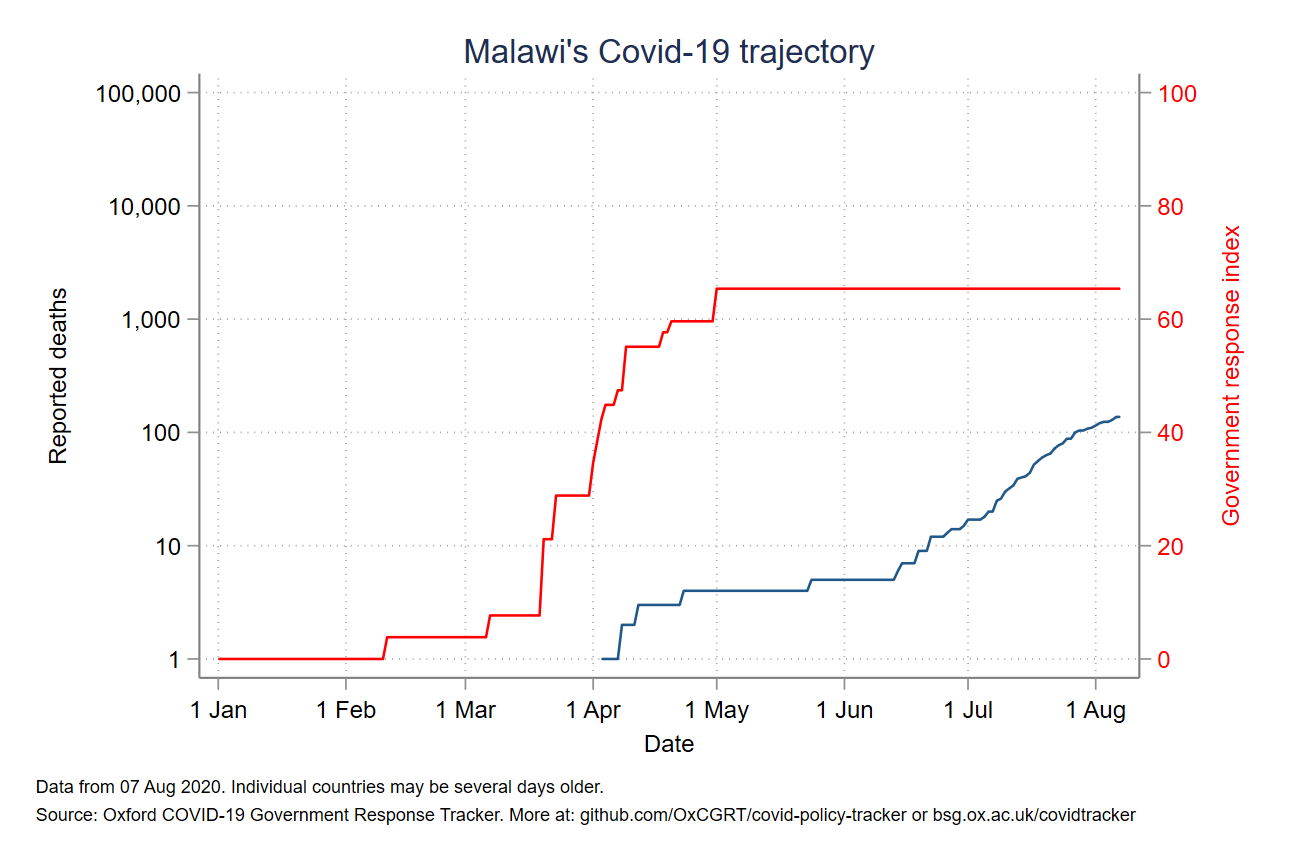 Malawi's Covid-19 trajectory
100,000
10,000
1,000
100
10
1
Reported deaths
100
80
60
40
20
0
Government response index
1 Jan 1 Feb 1 Mar 1 Apr 1 May 1 Jun 1 Jul 1 Aug
Date
Data from 07 Aug 2020. Individual countries may be several days older.
Source: Oxford COVID-19 Government Response Tracker. More at: github.com/OxCGRT/covid-policy-tracker or bsg.ox.ac.uk/covidtracker